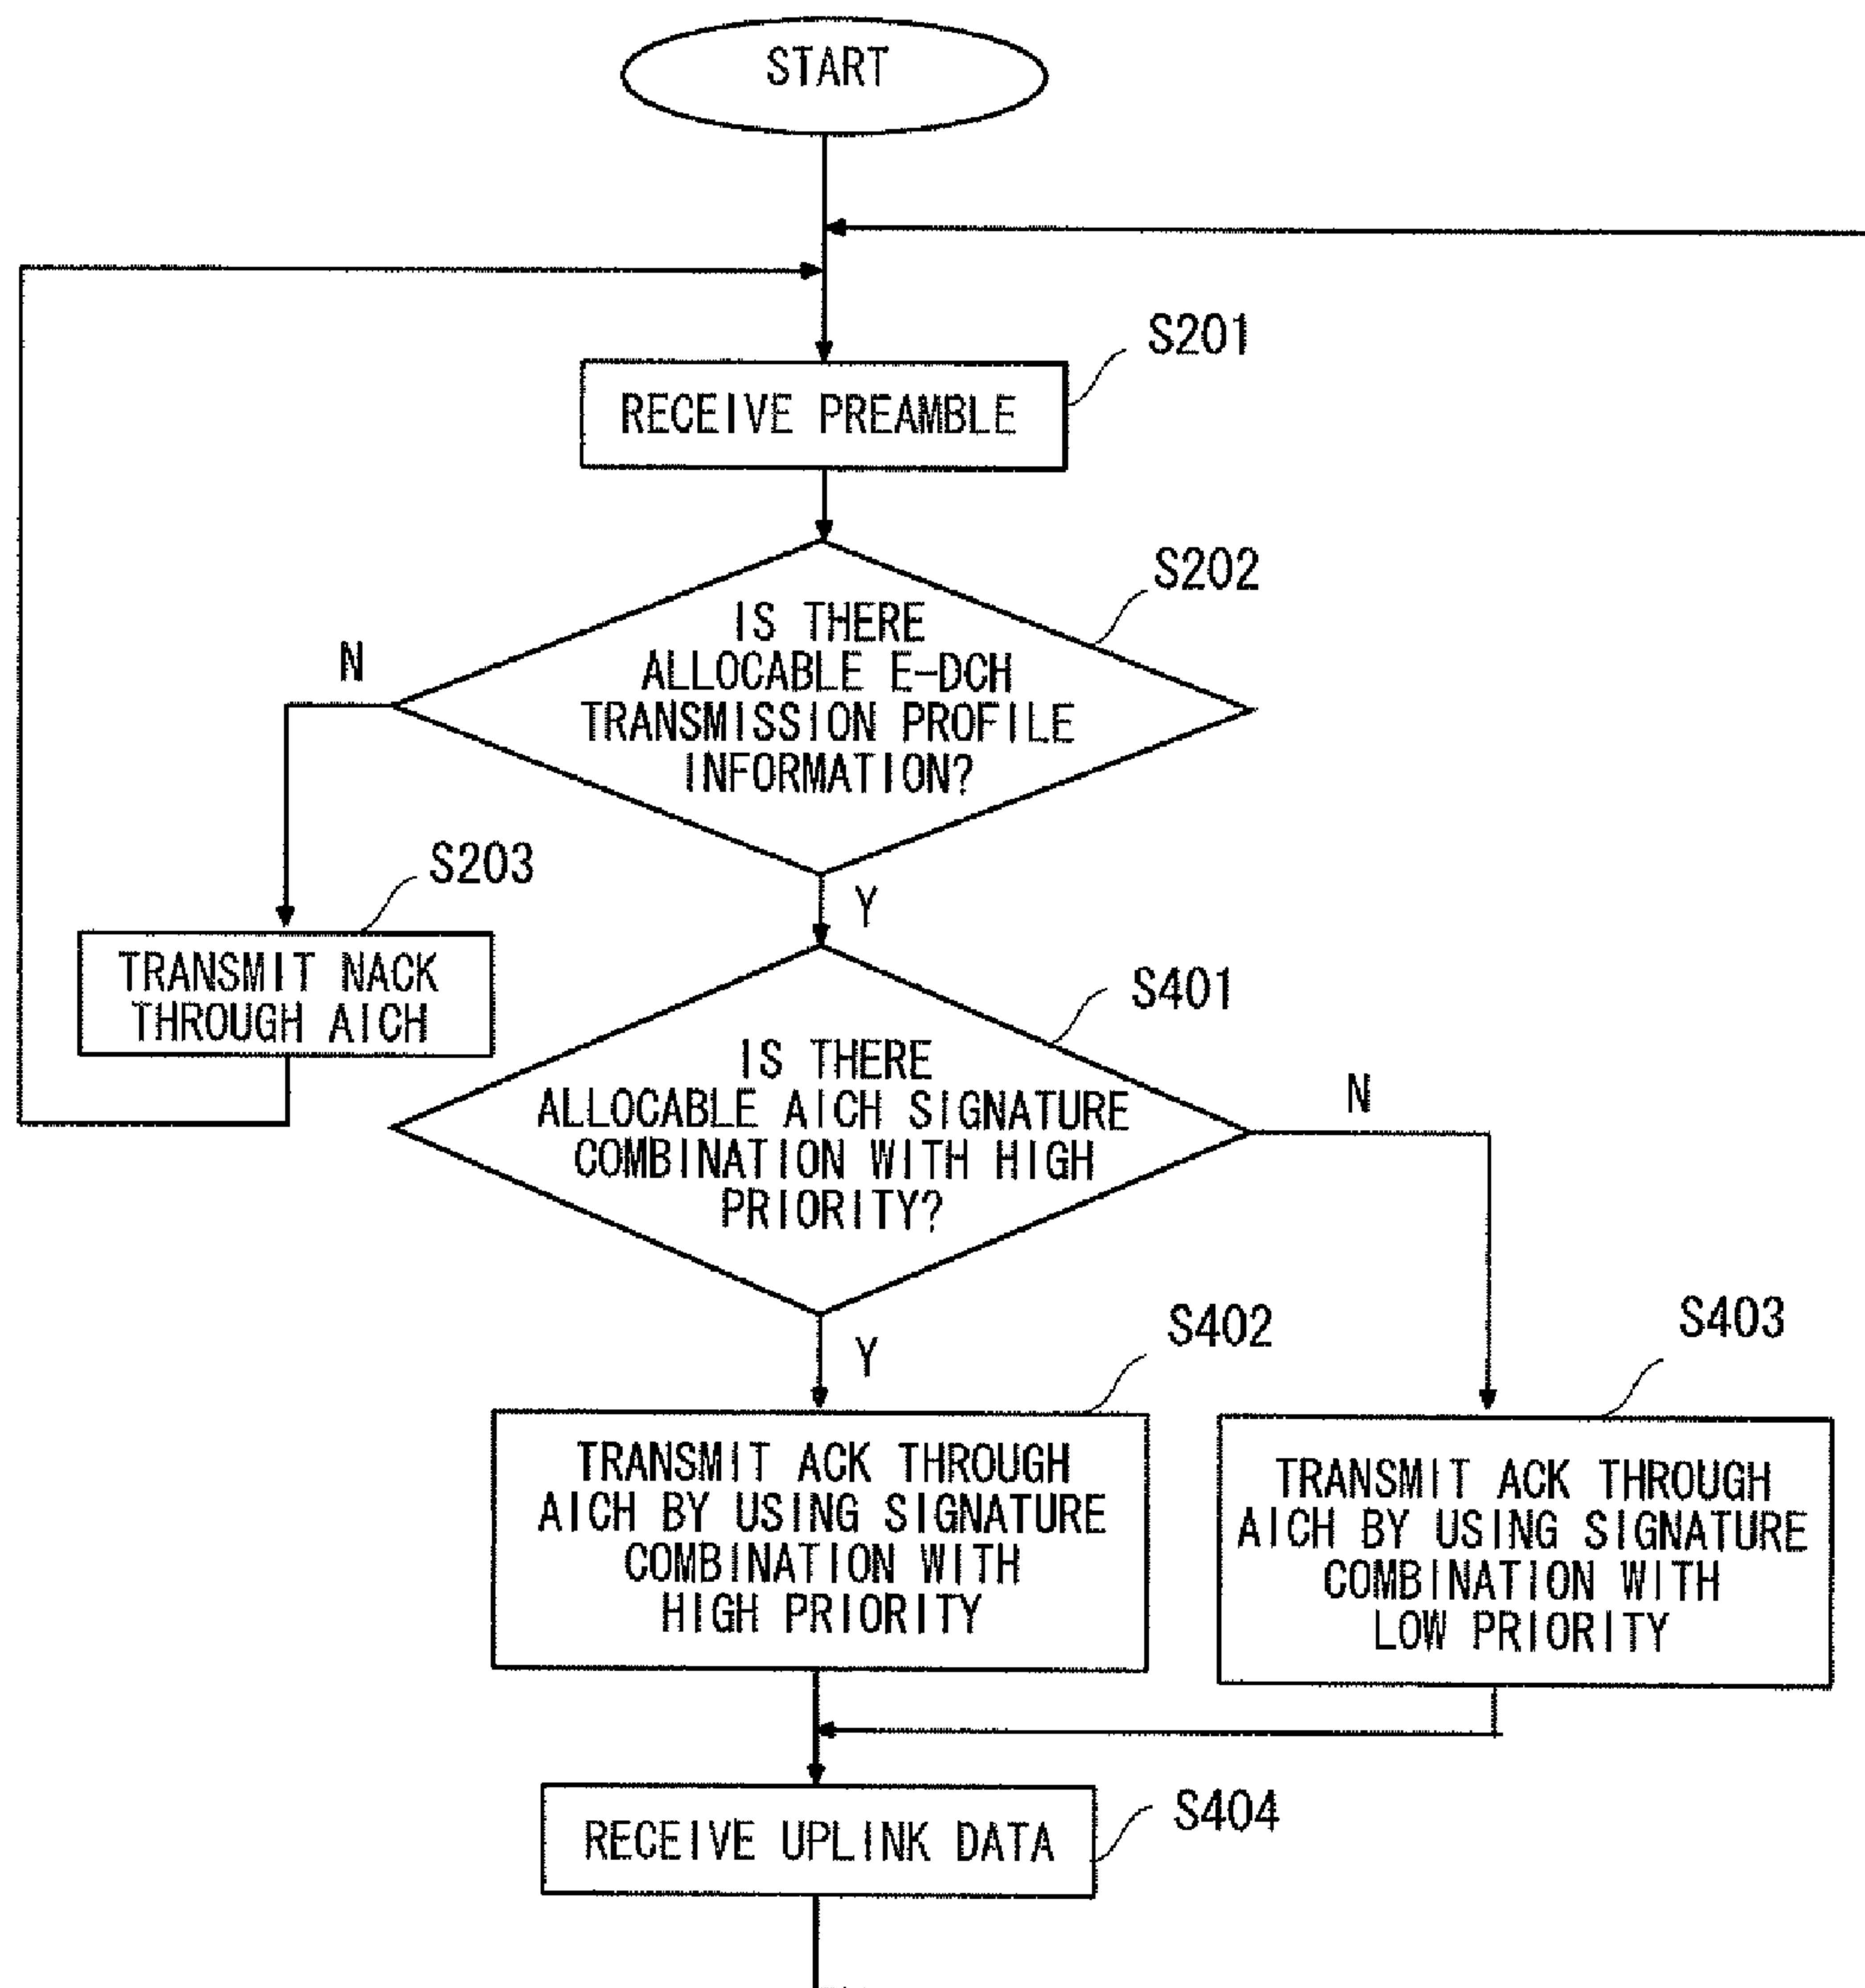 START
S201
RECEIVE PREAMBLE
S202
IS THERE
ALLOCABLE E-DCH
TRANSMISSION PROFILE
INFORMATION?
N
Y
S203
TRANSMIT NACK
THROUGH AICH
S401
IS THERE
ALLOCABLE AICH SIGNATURE
COMBINATION WITH HIGH
PRIORITY?
N
Y
S402
TRANSMIT ACK THROUGH
AICH BY USING SIGNATURE
COMBINATION WITH
HIGH PRIORITY
S403
TRANSMIT ACK THROUGH
AICH BY USING SIGNATURE
COMBINATION WITH
LOW PRIORITY
S404
RECEIVE UPLINK DATA